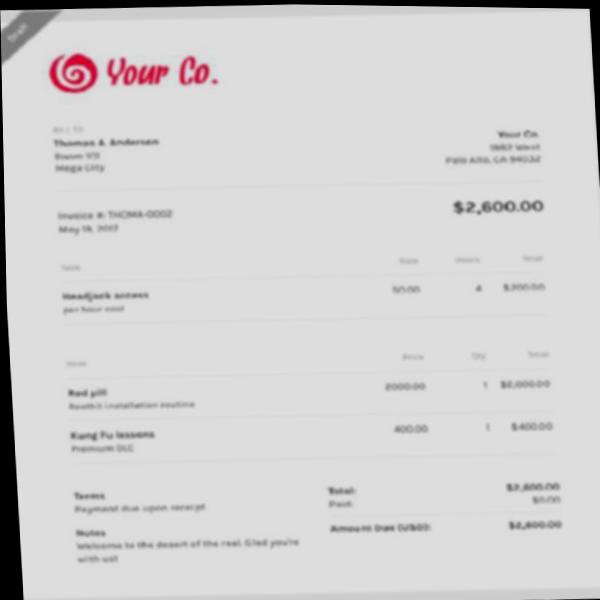 Draft
Your Co.
BILL TO
Thomas A. Anderson
Room 101
Mega City
Your Co.
1982 West
Palo Alto, CA 94032
Invoice #: THOMA-0002
May 19, 2017
$2,600.00
Task Rate Hours Total
Headjack access 50.00 4 $200.00
per hour cost
Item Price Qty Total
Red pill 2000.00 1 $2,000.00
Rootkit installation routine
Kung Fu lessons 400.00 1 $400.00
Premium DLC
Terms
Payment due upon receipt
Total: $2,600.00
Paid: $0.00
Amount Due (USD): $2,600.00
Notes
Welcome to the desert of the real. Glad you're
with us!